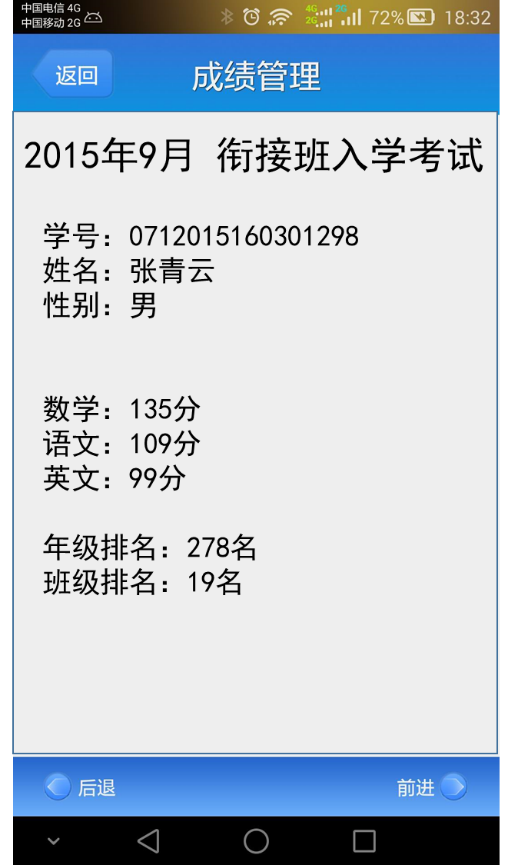 中国电信 4G
中国移动 2G
4G 2G
2G
72% 18:32
返回 成绩管理
2015年9月 衔接班入学考试
学号：0712015160301298
姓名：张青云
性别：男
数学：135分
语文：109分
英文：99分
年级排名：278名
班级排名：19名
后退 前进